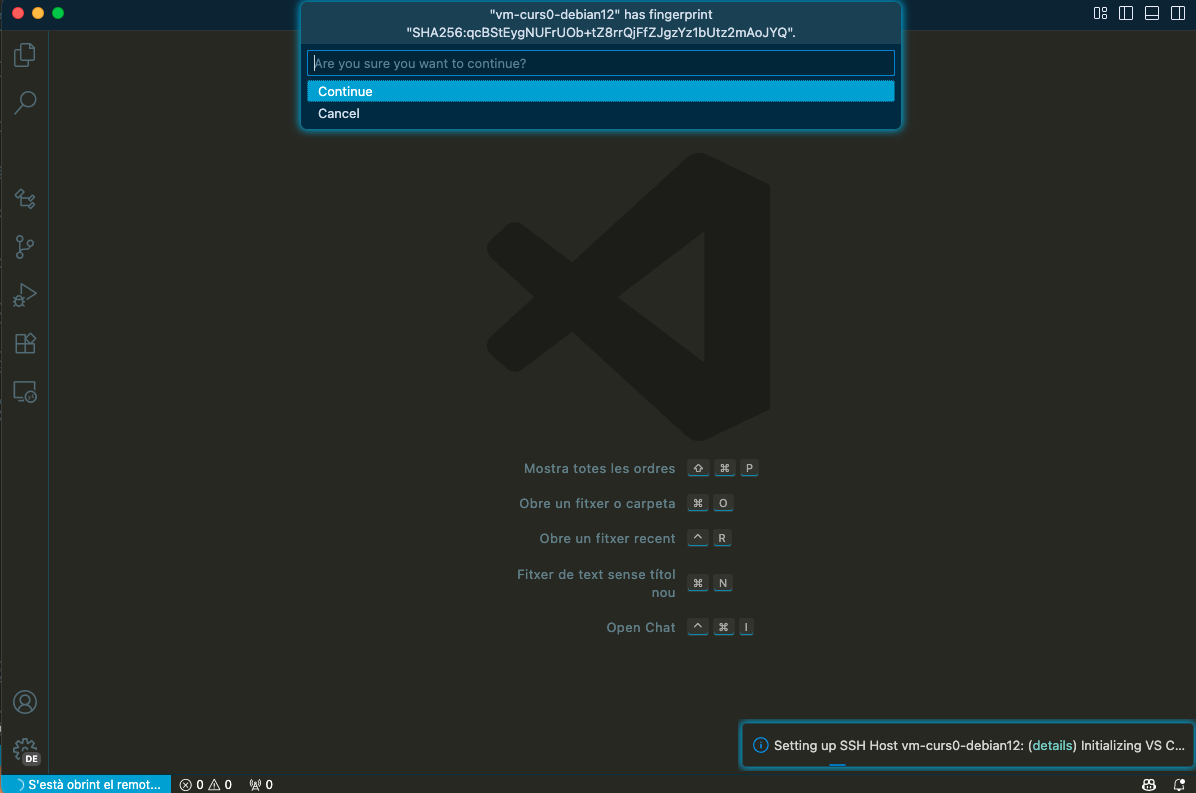 "vm-curs0-debian12" has fingerprint
"SHA256:qcBStEygNUFrUOb+tZ8rrQjFfZJgzYz1bUtz2mAoJYQ".
Are you sure you want to continue?
Continue
Cancel
Mostra totes les ordres ⇧ ⌘ P
Obre un fitxer o carpeta ⌘ O
Obre un fitxer recent ^ R
Fitxer de text sense títol
nou ⌘ N
Open Chat ^ ⌘ I
DE
Setting up SSH Host vm-curs0-debian12: (details) Initializing VS C...
S'està obrint el remot... 0 0 0